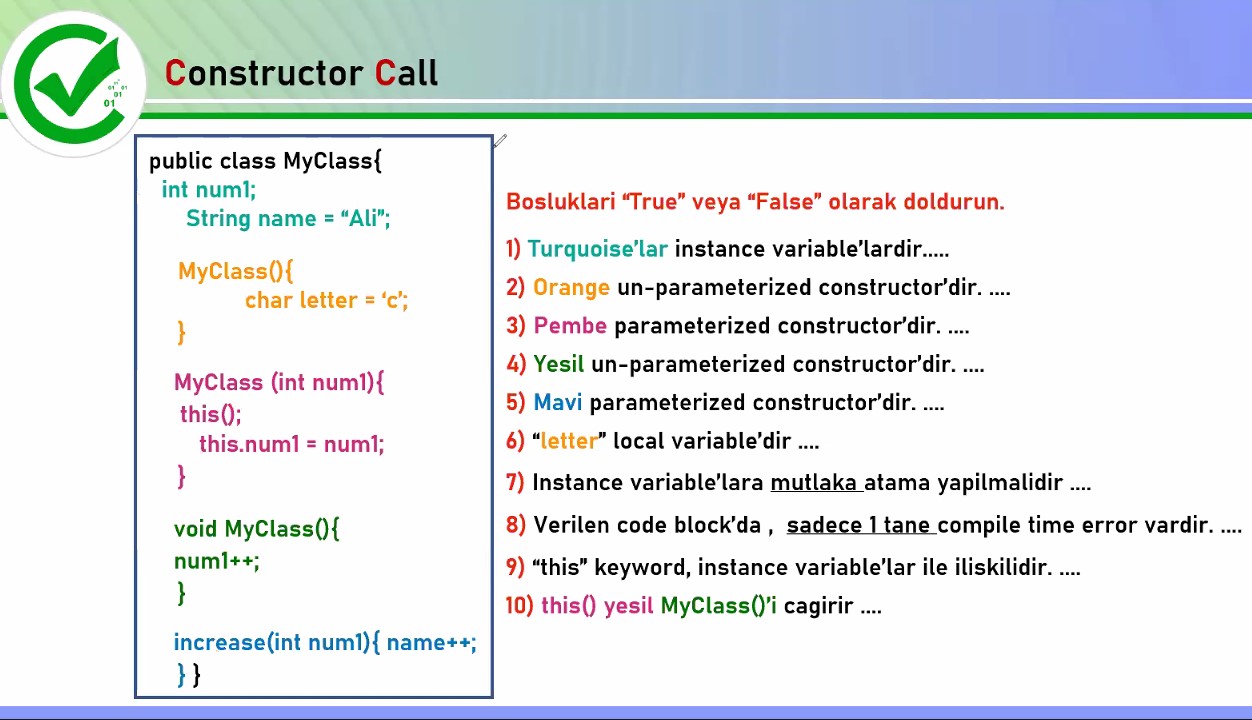 Constructor Call
01 01
01
01
public class MyClass{
int num1;
String name = “Ali”;
MyClass(){
char letter = ‘c’;
}
MyClass (int num1){
this();
this.num1 = num1;
}
void MyClass(){
num1++;
}
increase(int num1){ name++;
} }
Bosluklari “True” veya “False” olarak doldurun.
1) Turquoise’lar instance variable’lardir.....
2) Orange un-parameterized constructor’dir. ....
3) Pembe parameterized constructor’dir. ....
4) Yesil un-parameterized constructor’dir. ....
5) Mavi parameterized constructor’dir. ....
6) “letter” local variable’dir ....
7) Instance variable’lara mutlaka atama yapilmalidir ....
8) Verilen code block’da , sadece 1 tane compile time error vardir. ....
9) “this” keyword, instance variable’lar ile iliskilidir. ....
10) this() yesil MyClass()’i cagirir ....